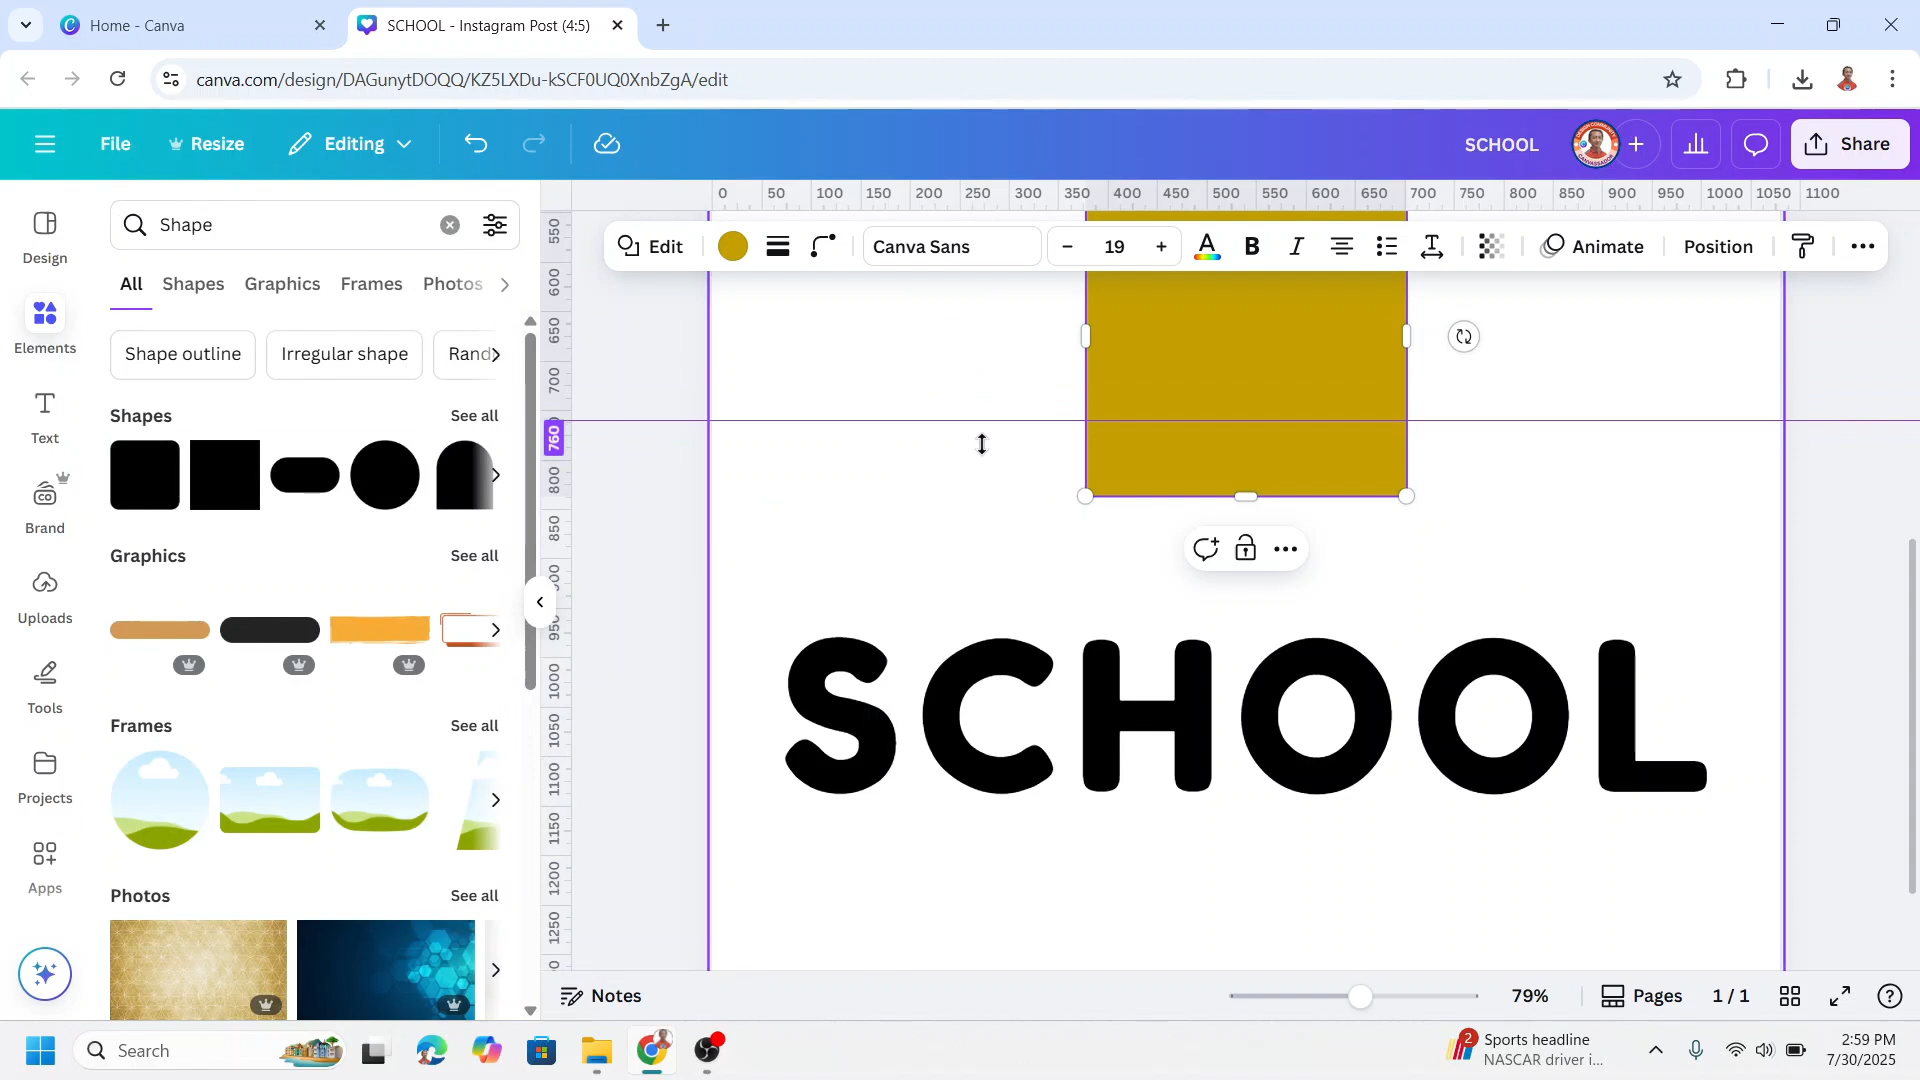 Home - Canva
SCHOOL - Instagram Post (4:5)
canva.com/design/DAGunytDOQQ/KZ5LXDu-kSCF0UQ0XnbZgA/edit
File
Resize
Editing
SCHOOL
Share
0 50 100 150 200 250 300 350 400 450 500 550 600 650 700 750 800 850 900 950 1000 1050 1100
Design
Elements
Text
Brand
Uploads
Tools
Projects
Apps
Shape
All
Shapes
Graphics
Frames
Photos
Shape outline
Irregular shape
Shapes
See all
Graphics
See all
Frames
See all
Photos
See all
Edit
Canva Sans
– 19 +
A
B
I
Animate
Position
550
600
650
700
760
800
850
1000
1050
1100
1150
1200
1250
SCHOOL
Notes
79%
Pages
1 / 1
Search
2
Sports headline
NASCAR driver i...
2:59 PM
7/30/2025